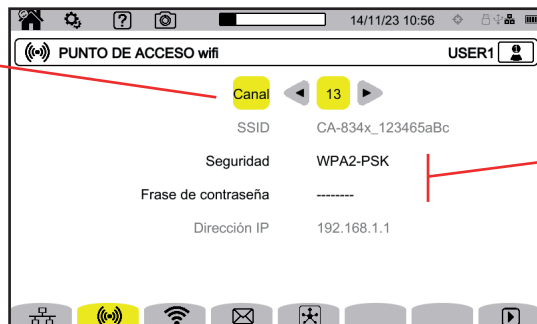 ? 14/11/23 10:56
PUNTO DE ACCESO wifi USER1
Canal 13
SSID CA-834x_123465aBc
Seguridad WPA2-PSK
Frase de contraseña --------
Dirección IP 192.168.1.1